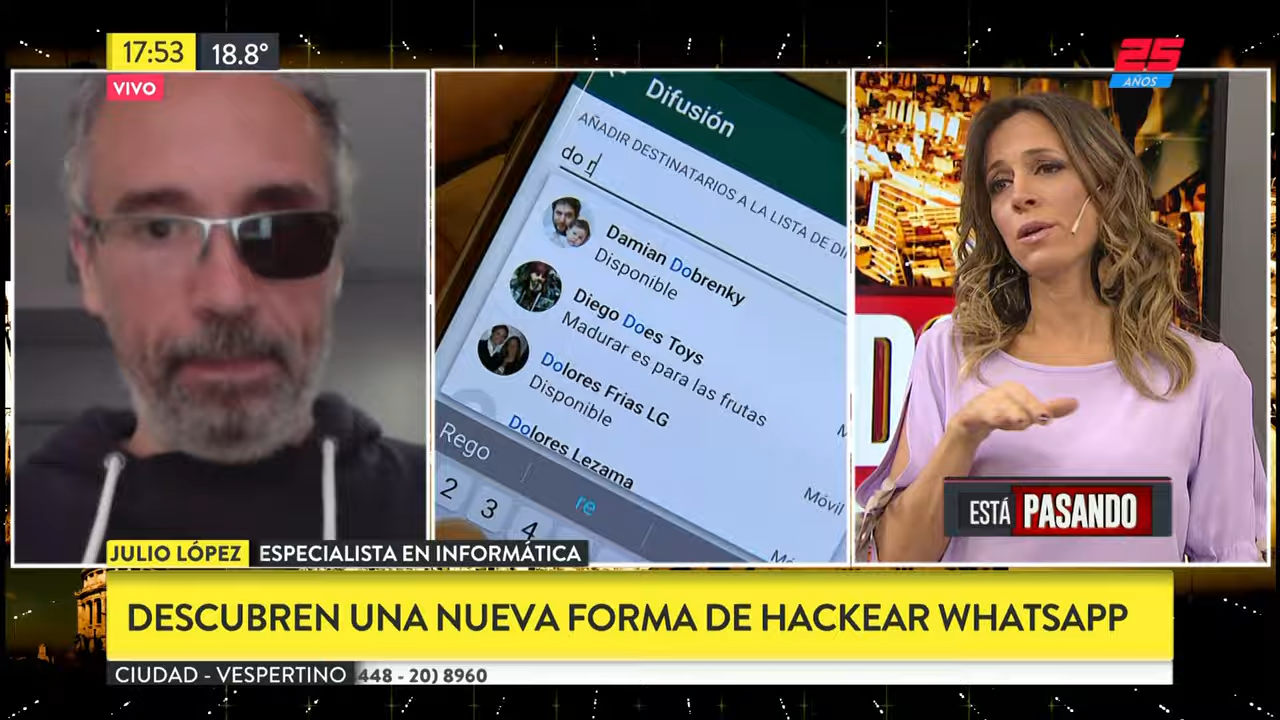 17:53 18.8°
VIVO
25
AÑOS
Difusión
AÑADIR DESTINATARIOS A LA LISTA DE DI
do r
Damian Dobrenky
Disponible
Diego Does Toys
Madurar es para las frutas
Dolores Frias LG
Disponible
Dolores Lezama
Móvil
Rego
re
2 3 4
ESTÁ PASANDO
JULIO LÓPEZ ESPECIALISTA EN INFORMÁTICA
DESCUBREN UNA NUEVA FORMA DE HACKEAR WHATSAPP
CIUDAD - VESPERTINO 448 - 20) 8960